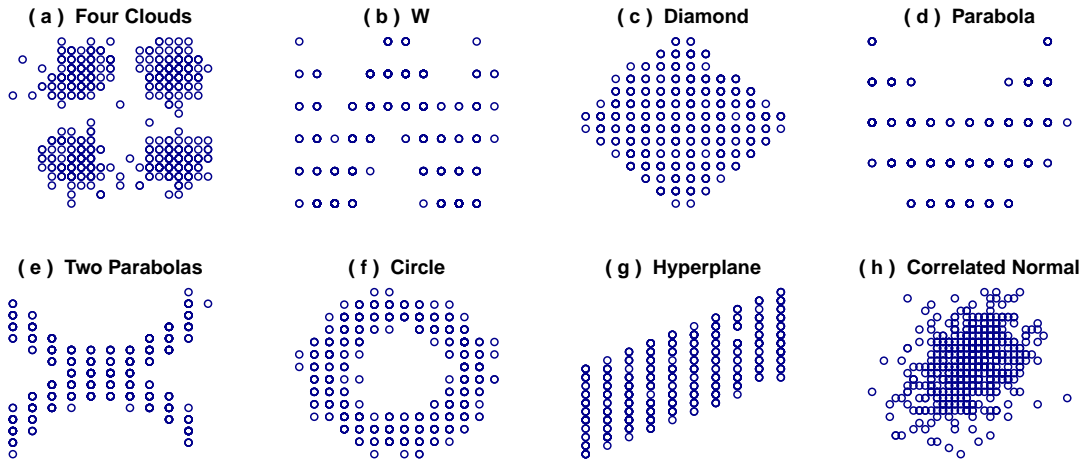 ( a ) Four Clouds
( b ) W
( c ) Diamond
( d ) Parabola
( e ) Two Parabolas
( f ) Circle
( g ) Hyperplane
( h ) Correlated Normal